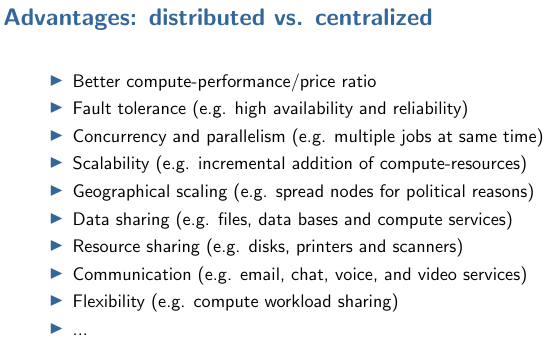 Advantages: distributed vs. centralized
▶ Better compute-performance/price ratio
▶ Fault tolerance (e.g. high availability and reliability)
▶ Concurrency and parallelism (e.g. multiple jobs at same time)
▶ Scalability (e.g. incremental addition of compute-resources)
▶ Geographical scaling (e.g. spread nodes for political reasons)
▶ Data sharing (e.g. files, data bases and compute services)
▶ Resource sharing (e.g. disks, printers and scanners)
▶ Communication (e.g. email, chat, voice, and video services)
▶ Flexibility (e.g. compute workload sharing)
▶ ...